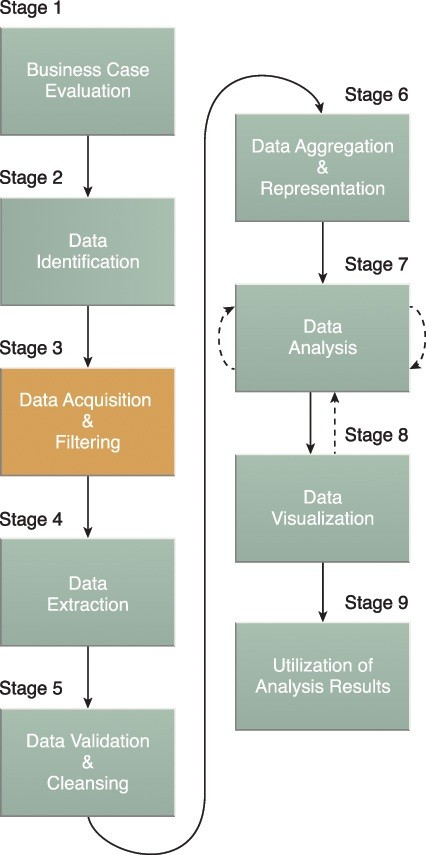 Stage 1
Business Case
Evaluation
Stage 2
Data
Identification
Stage 3
Data Acquisition
&
Filtering
Stage 4
Data
Extraction
Stage 5
Data Validation
&
Cleansing
Stage 6
Data Aggregation
&
Representation
Stage 7
Data
Analysis
Stage 8
Data
Visualization
Stage 9
Utilization of
Analysis Results